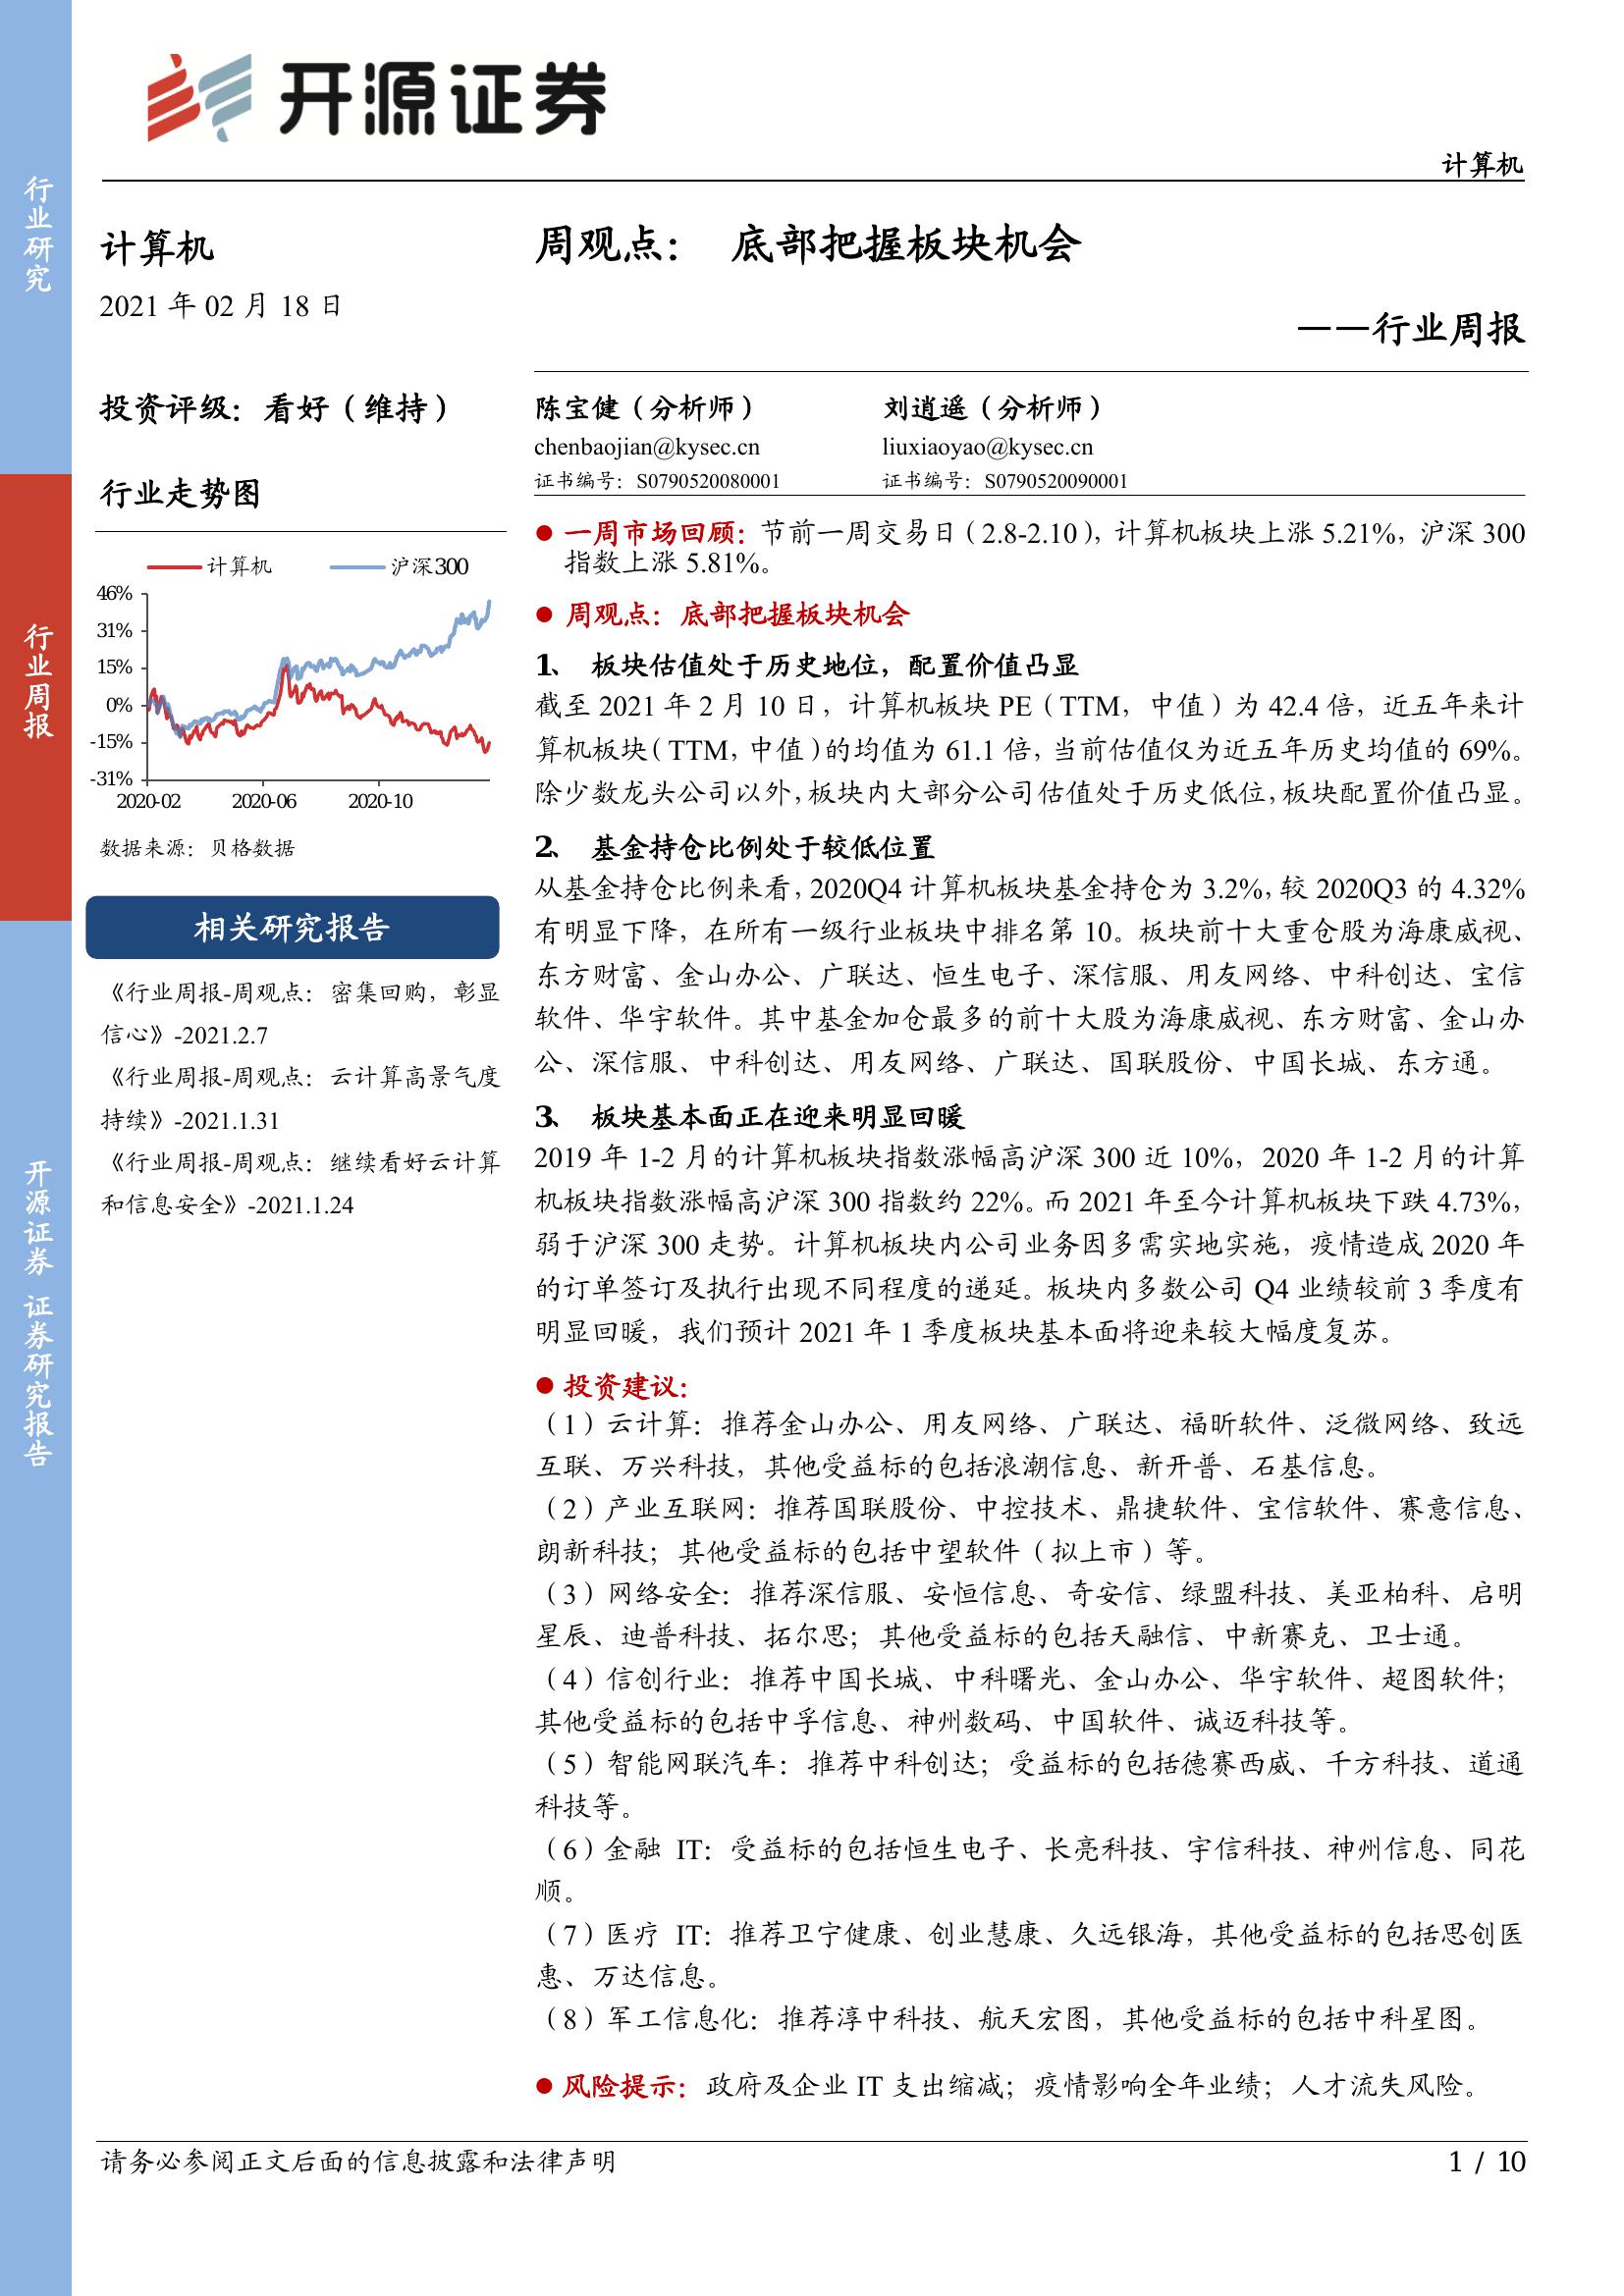 开源证券
计算机
行业研究
行业周报
开源证券 证券研究报告
计算机
2021 年 02 月 18 日
投资评级：看好（维持）
行业走势图
计算机 沪深300
46%
31%
15%
0%
-15%
-31%
2020-02 2020-06 2020-10
数据来源：贝格数据
相关研究报告
《行业周报-周观点：密集回购，彰显
信心》-2021.2.7
《行业周报-周观点：云计算高景气度
持续》-2021.1.31
《行业周报-周观点：继续看好云计算
和信息安全》-2021.1.24
周观点： 底部把握板块机会
——行业周报
陈宝健（分析师） 刘逍遥（分析师）
chenbaojian@kysec.cn liuxiaoyao@kysec.cn
证书编号：S0790520080001 证书编号：S0790520090001
● 一周市场回顾：节前一周交易日（2.8-2.10），计算机板块上涨 5.21%，沪深 300
指数上涨 5.81%。
● 周观点：底部把握板块机会
1、 板块估值处于历史地位，配置价值凸显
截至 2021 年 2 月 10 日，计算机板块 PE（TTM，中值）为 42.4 倍，近五年来计
算机板块（TTM，中值）的均值为 61.1 倍，当前估值仅为近五年历史均值的 69%。
除少数龙头公司以外，板块内大部分公司估值处于历史低位，板块配置价值凸显。
2、 基金持仓比例处于较低位置
从基金持仓比例来看，2020Q4 计算机板块基金持仓为 3.2%，较 2020Q3 的 4.32%
有明显下降，在所有一级行业板块中排名第 10。板块前十大重仓股为海康威视、
东方财富、金山办公、广联达、恒生电子、深信服、用友网络、中科创达、宝信
软件、华宇软件。其中基金加仓最多的前十大股为海康威视、东方财富、金山办
公、深信服、中科创达、用友网络、广联达、国联股份、中国长城、东方通。
3、 板块基本面正在迎来明显回暖
2019 年 1-2 月的计算机板块指数涨幅高沪深 300 近 10%，2020 年 1-2 月的计算
机板块指数涨幅高沪深 300 指数约 22%。而 2021 年至今计算机板块下跌 4.73%，
弱于沪深 300 走势。计算机板块内公司业务因多需实地实施，疫情造成 2020 年
的订单签订及执行出现不同程度的递延。板块内多数公司 Q4 业绩较前 3 季度有
明显回暖，我们预计 2021 年 1 季度板块基本面将迎来较大幅度复苏。
● 投资建议：
（1）云计算：推荐金山办公、用友网络、广联达、福昕软件、泛微网络、致远
互联、万兴科技，其他受益标的包括浪潮信息、新开普、石基信息。
（2）产业互联网：推荐国联股份、中控技术、鼎捷软件、宝信软件、赛意信息、
朗新科技；其他受益标的包括中望软件（拟上市）等。
（3）网络安全：推荐深信服、安恒信息、奇安信、绿盟科技、美亚柏科、启明
星辰、迪普科技、拓尔思；其他受益标的包括天融信、中新赛克、卫士通。
（4）信创行业：推荐中国长城、中科曙光、金山办公、华宇软件、超图软件；
其他受益标的包括中孚信息、神州数码、中国软件、诚迈科技等。
（5）智能网联汽车：推荐中科创达；受益标的包括德赛西威、千方科技、道通
科技等。
（6）金融 IT：受益标的包括恒生电子、长亮科技、宇信科技、神州信息、同花
顺。
（7）医疗 IT：推荐卫宁健康、创业慧康、久远银海，其他受益标的包括思创医
惠、万达信息。
（8）军工信息化：推荐淳中科技、航天宏图，其他受益标的包括中科星图。
● 风险提示：政府及企业 IT 支出缩减；疫情影响全年业绩；人才流失风险。
请务必参阅正文后面的信息披露和法律声明
1 / 10